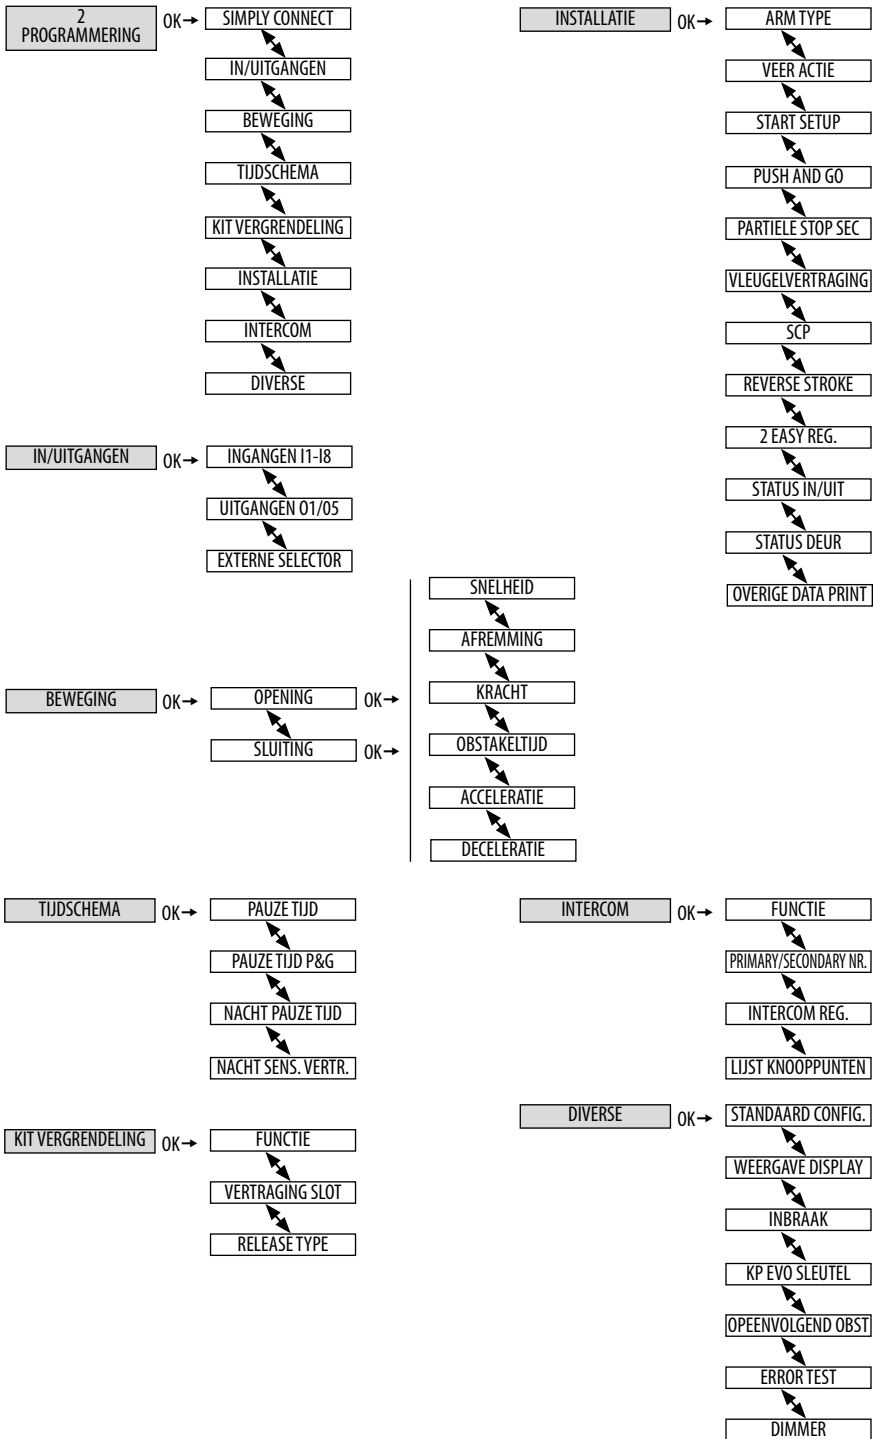 2
PROGRAMMERING
OK→
SIMPLY CONNECT
IN/UITGANGEN
BEWEGING
TIJDSCHEMA
KIT VERGRENDELING
INSTALLATIE
INTERCOM
DIVERSE
INSTALLATIE
OK→
ARM TYPE
VEER ACTIE
START SETUP
PUSH AND GO
PARTIELE STOP SEC
VLEUGELVERTRAGING
SCP
REVERSE STROKE
2 EASY REG.
STATUS IN/UIT
STATUS DEUR
OVERIGE DATA PRINT
IN/UITGANGEN
OK→
INGANGEN I1-I8
UITGANGEN O1/05
EXTERNE SELECTOR
BEWEGING
OK→
OPENING
OK→
SLUITING
OK→
SNELHEID
AFREMMING
KRACHT
OBSTAKELTIJD
ACCELERATIE
DECELERATIE
TIJDSCHEMA
OK→
PAUZE TIJD
PAUZE TIJD P&G
NACHT PAUZE TIJD
NACHT SENS. VERTR.
INTERCOM
OK→
FUNCTIE
PRIMARY/SECONDARY NR.
INTERCOM REG.
LIJST KNOOPPUNTEN
KIT VERGRENDELING
OK→
FUNCTIE
VERTRAGING SLOT
RELEASE TYPE
DIVERSE
OK→
STANDAARD CONFIG.
WEERGAVE DISPLAY
INBRAAK
KP EVO SLEUTEL
OPEENVOLGEND OBST
ERROR TEST
DIMMER